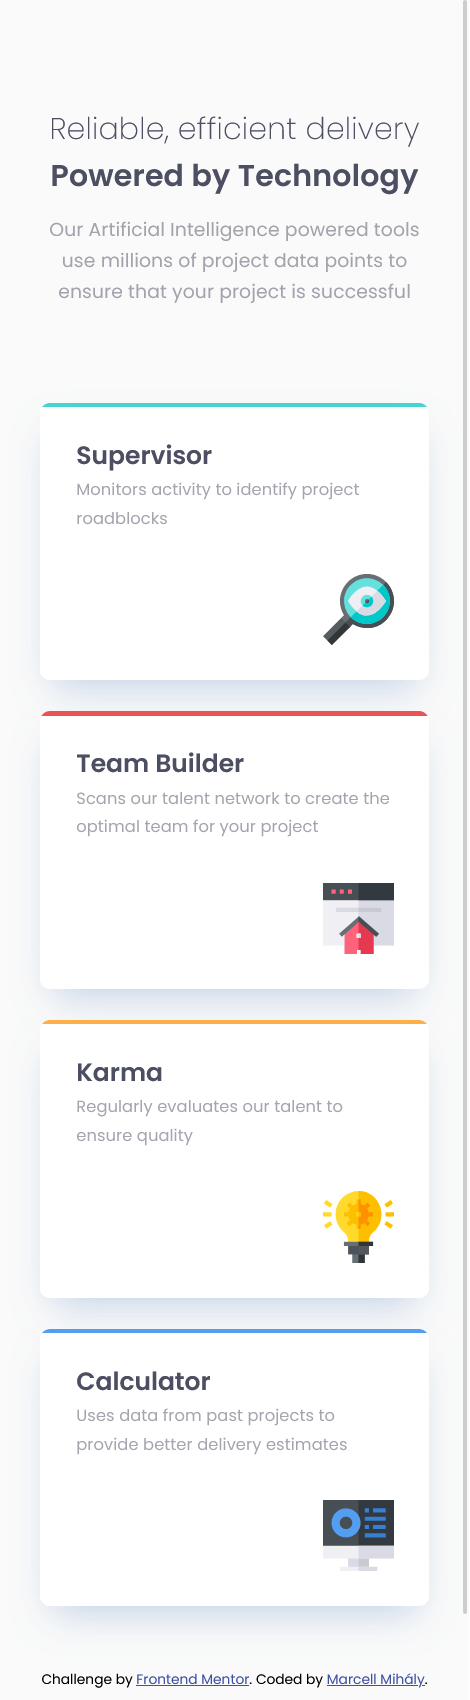 Reliable, efficient delivery
Powered by Technology
Our Artificial Intelligence powered tools
use millions of project data points to
ensure that your project is successful
Supervisor
Monitors activity to identify project
roadblocks
Team Builder
Scans our talent network to create the
optimal team for your project
Karma
Regularly evaluates our talent to
ensure quality
Calculator
Uses data from past projects to
provide better delivery estimates
Challenge by Frontend Mentor. Coded by Marcell Mihály.